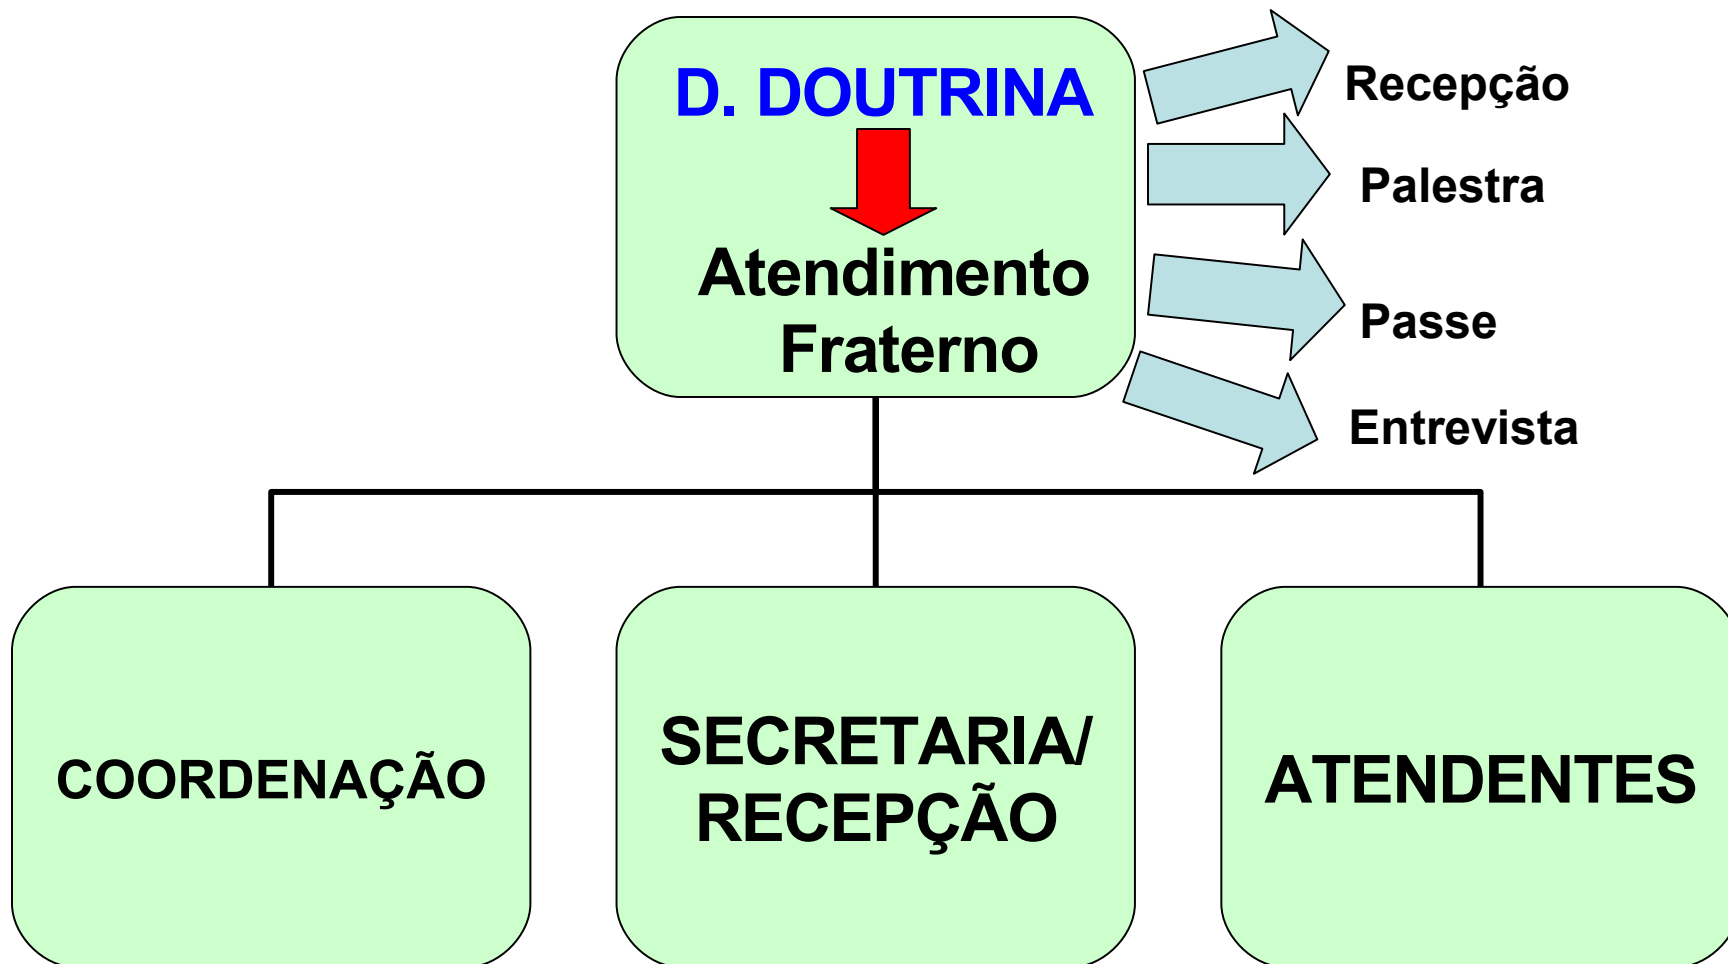 D. DOUTRINA
Atendimento
Fraterno
Recepção
Palestra
Passe
Entrevista
COORDENAÇÃO
SECRETARIA/
RECEPÇÃO
ATENDENTES